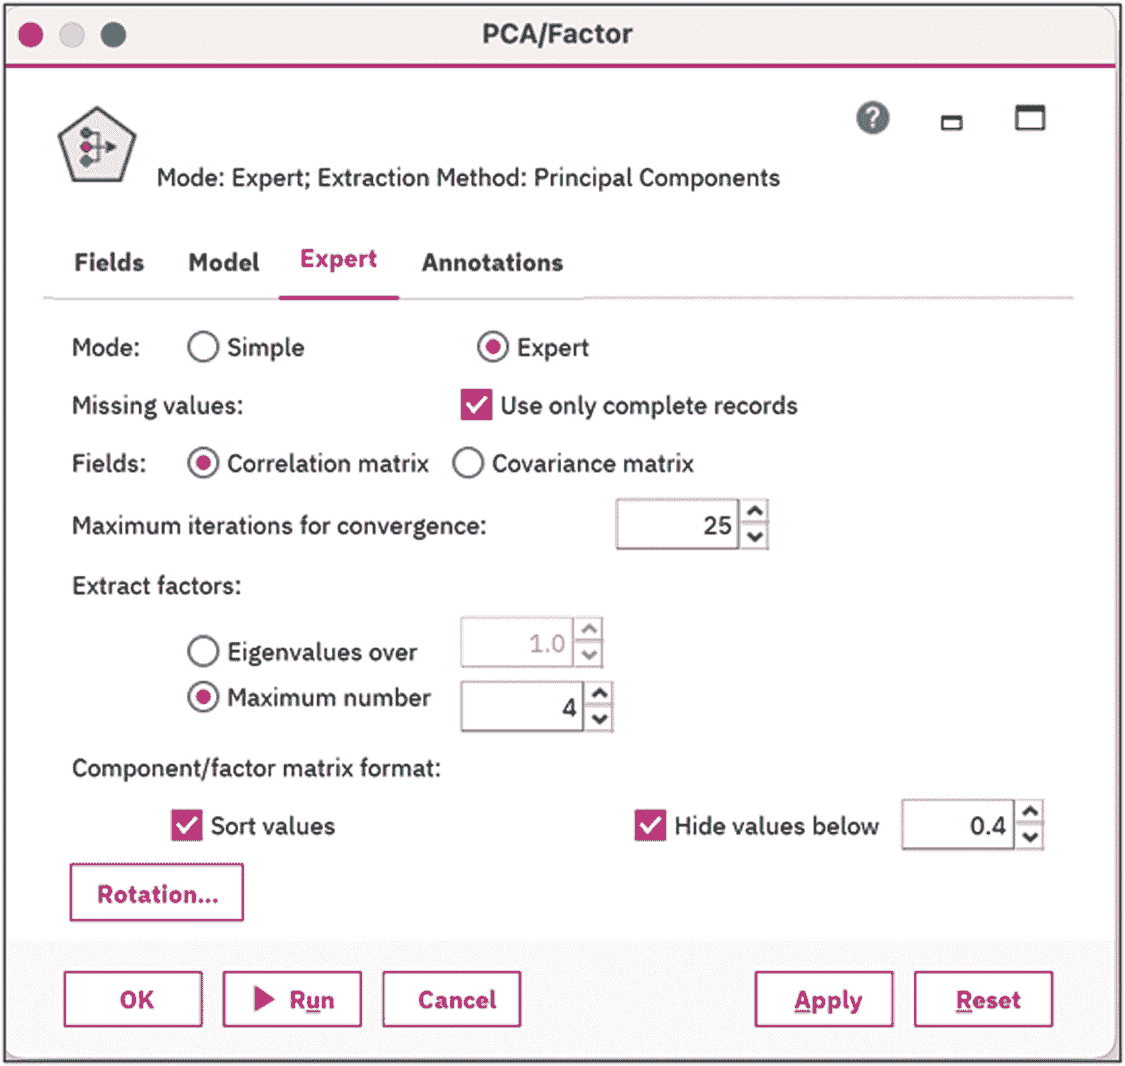 PCA/Factor
?
Mode: Expert; Extraction Method: Principal Components
Fields Model Expert Annotations
Mode: Simple Expert
Missing values: Use only complete records
Fields: Correlation matrix Covariance matrix
Maximum iterations for convergence: 25
Extract factors:
Eigenvalues over 1.0
Maximum number 4
Component/factor matrix format:
Sort values Hide values below 0.4
Rotation...
OK Run Cancel Apply Reset